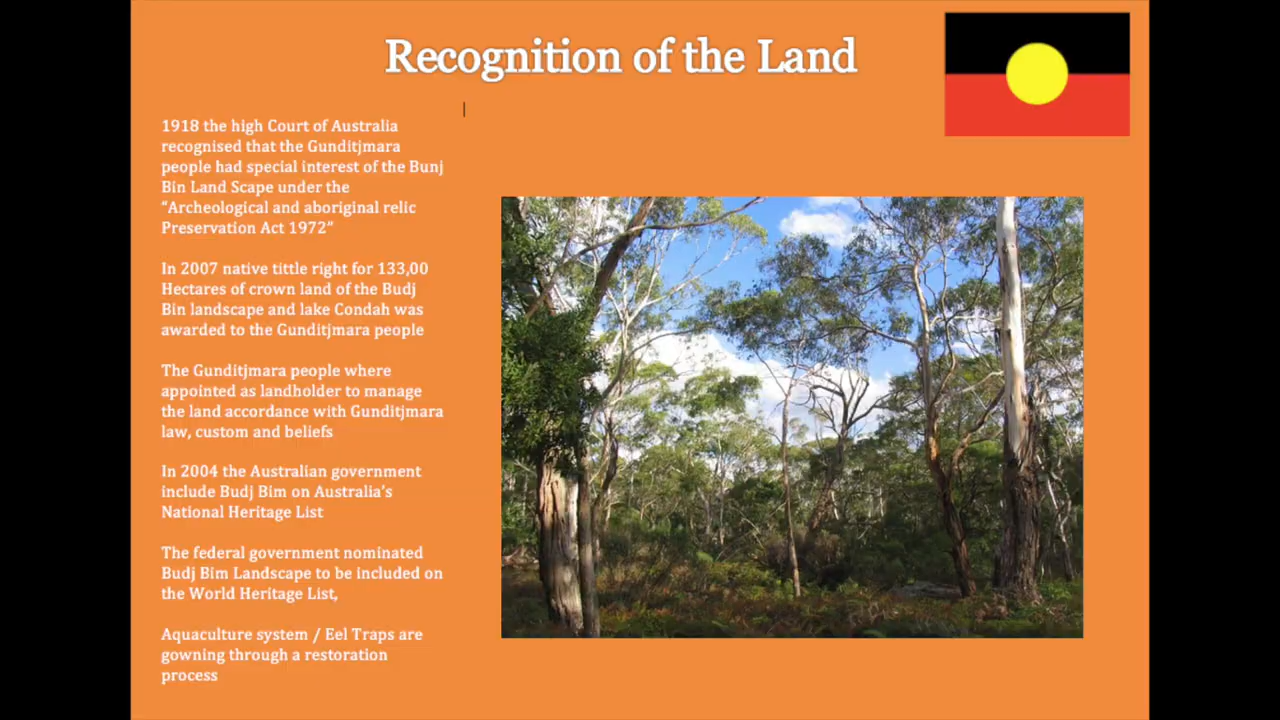 Recognition of the Land
1918 the high Court of Australia
recognised that the Gunditjmara
people had special interest of the Bunj
Bin Land Scape under the
“Archeological and aboriginal relic
Preservation Act 1972”
In 2007 native tittle right for 133,00
Hectares of crown land of the Budj
Bin landscape and lake Condah was
awarded to the Gunditjmara people
The Gunditjmara people where
appointed as landholder to manage
the land accordance with Gunditjmara
law, custom and beliefs
In 2004 the Australian government
include Budj Bim on Australia’s
National Heritage List
The federal government nominated
Budj Bim Landscape to be included on
the World Heritage List,
Aquaculture system / Eel Traps are
gowning through a restoration
process